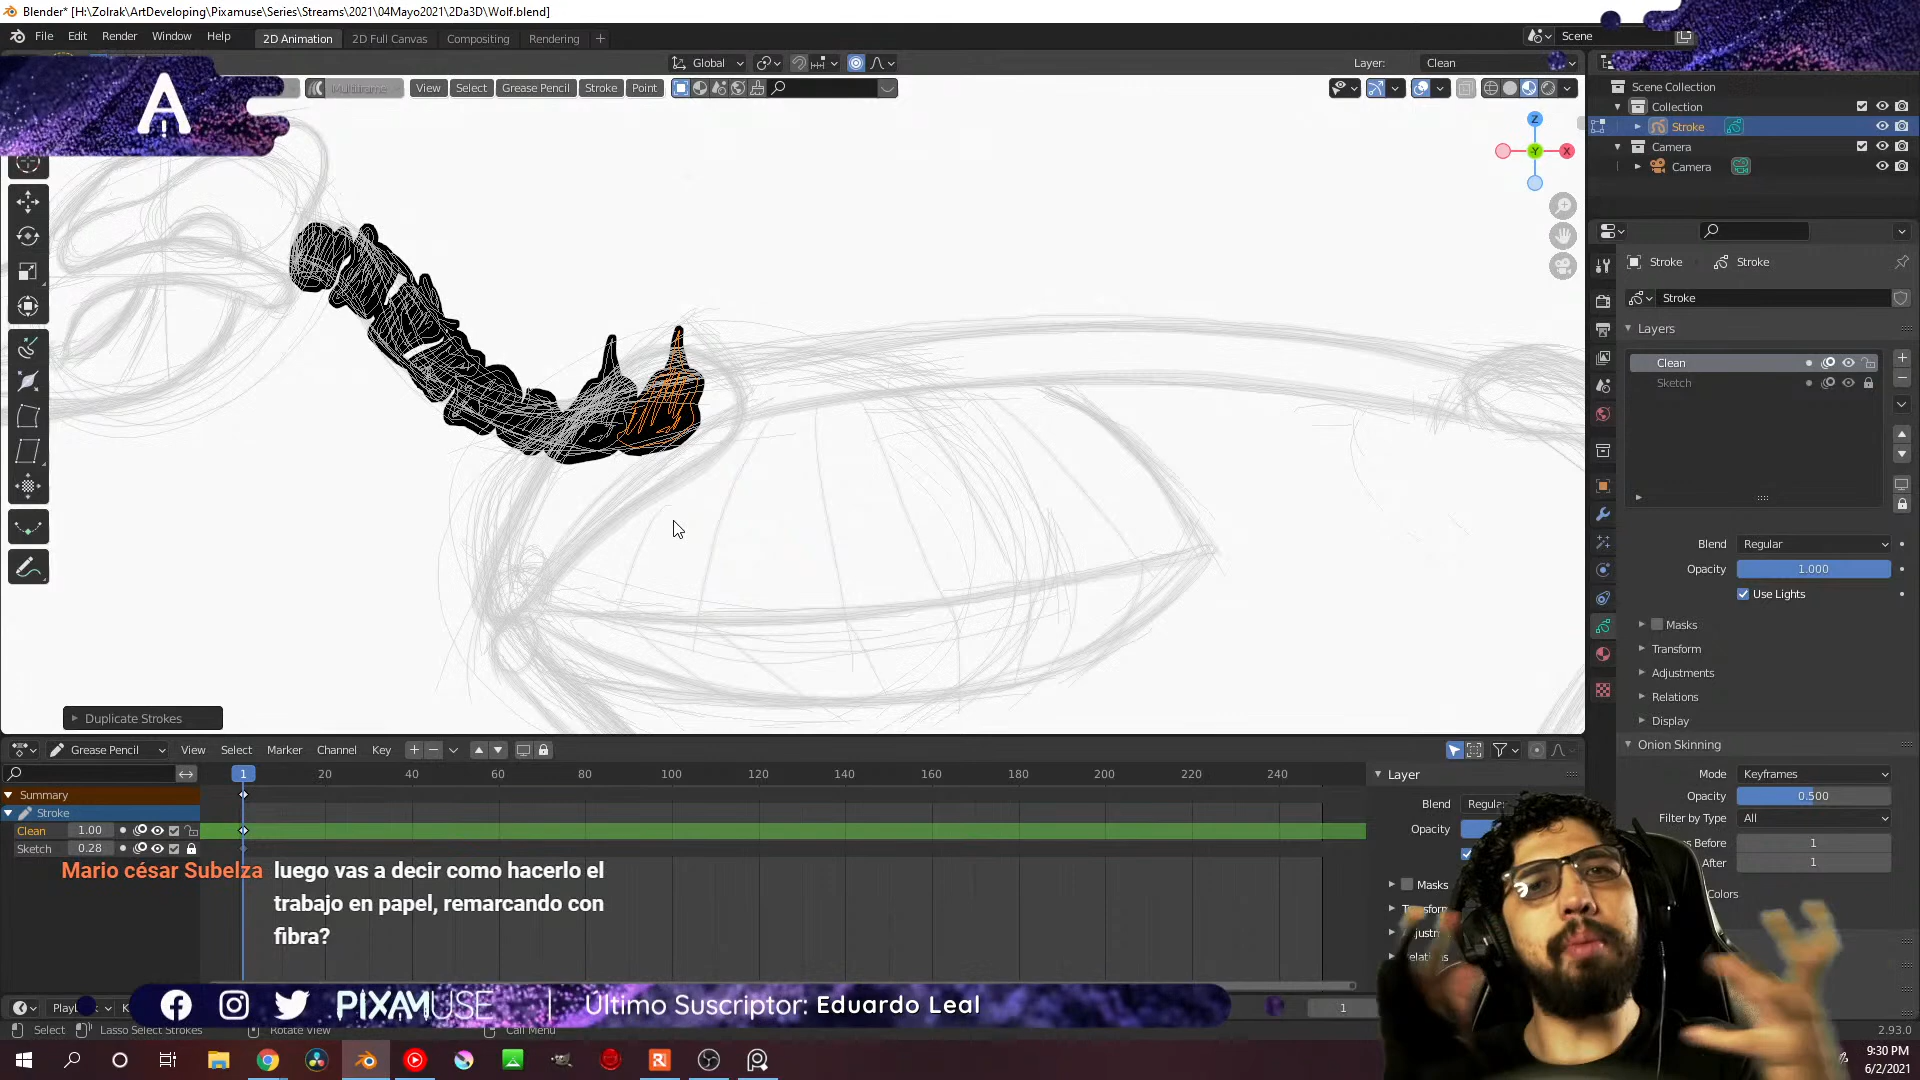 Blender* [H:\Zolrak\ArtDeveloping\Pixamuse\Series\Streams\2021\04Mayo2021\2Da3D\Wolf.blend]
File Edit Render Window Help 2D Animation 2D Full Canvas Compositing Rendering + Scene
Global Layer: Clean
Multiframe View Select Grease Pencil Stroke Point
Scene Collection
Collection
Stroke
Camera
Camera
Z
Y
X
Stroke Stroke
Stroke
Layers
Clean
Sketch
Blend Regular
Opacity 1.000
Use Lights
Masks
Transform
Adjustments
Relations
Display
Onion Skinning
Mode Keyframes
Opacity 0.500
Filter by Type All
Before 1
After 1
Colors
Duplicate Strokes
Grease Pencil View Select Marker Channel Key
1 20 40 60 80 100 120 140 160 180 200 220 240
Summary
Stroke
Clean 1.00
Sketch 0.28
Layer
Blend
Opacity
Masks
Mario césar Subelza luego vas a decir como hacerlo el
trabajo en papel, remarcando con
fibra?
PIXAMUSE | Último Suscriptor: Eduardo Leal
1
Select Lasso Select Strokes Rotate View Call Menu
2.93.0
9:30 PM
6/2/2021